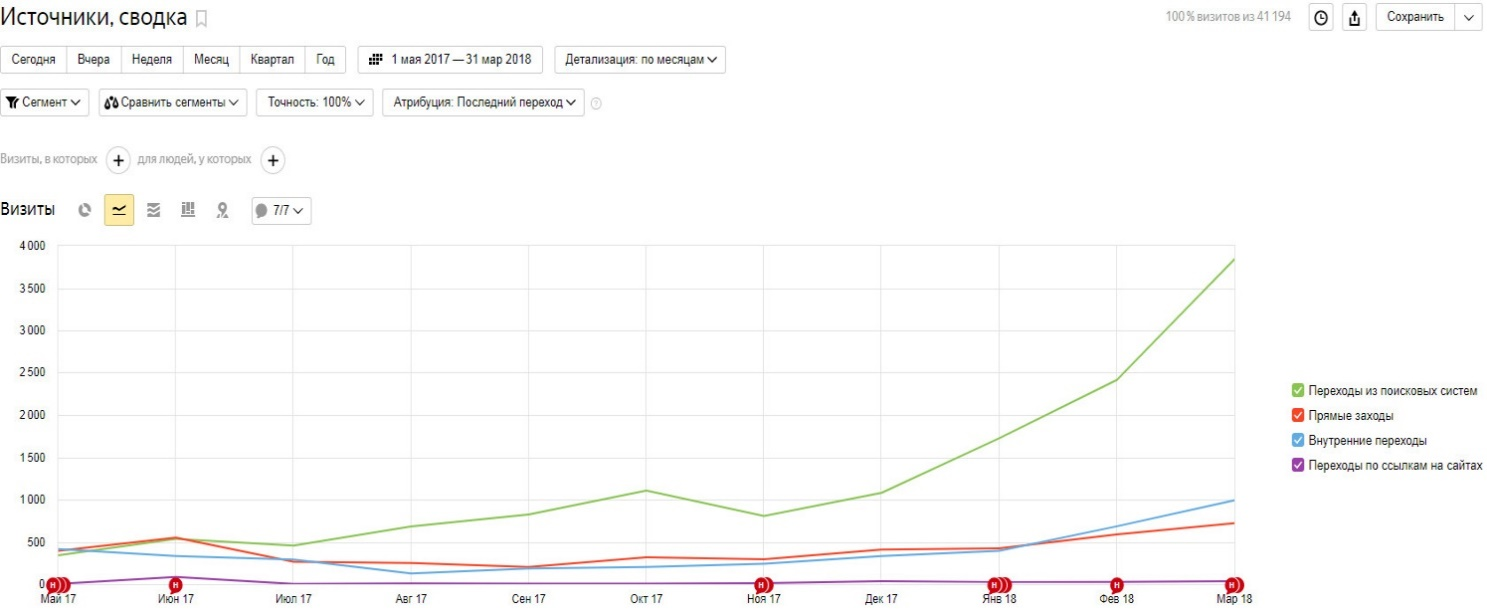 Источники, сводка
100 % визитов из 41 194
Сохранить
Сегодня Вчера Неделя Месяц Квартал Год 1 мая 2017 — 31 мар 2018 Детализация: по месяцам
Сегмент Сравнить сегменты Точность: 100% Атрибуция: Последний переход ?
Визиты, в которых + для людей, у которых +
Визиты 7/7
4 000
3 500
3 000
2 500
2 000
1 500
1 000
500
0
Н Н Н Н Н Н
Май 17 Июн 17 Июл 17 Авг 17 Сен 17 Окт 17 Ноя 17 Дек 17 Янв 18 Фев 18 Мар 18
Переходы из поисковых систем
Прямые заходы
Внутренние переходы
Переходы по ссылкам на сайтах